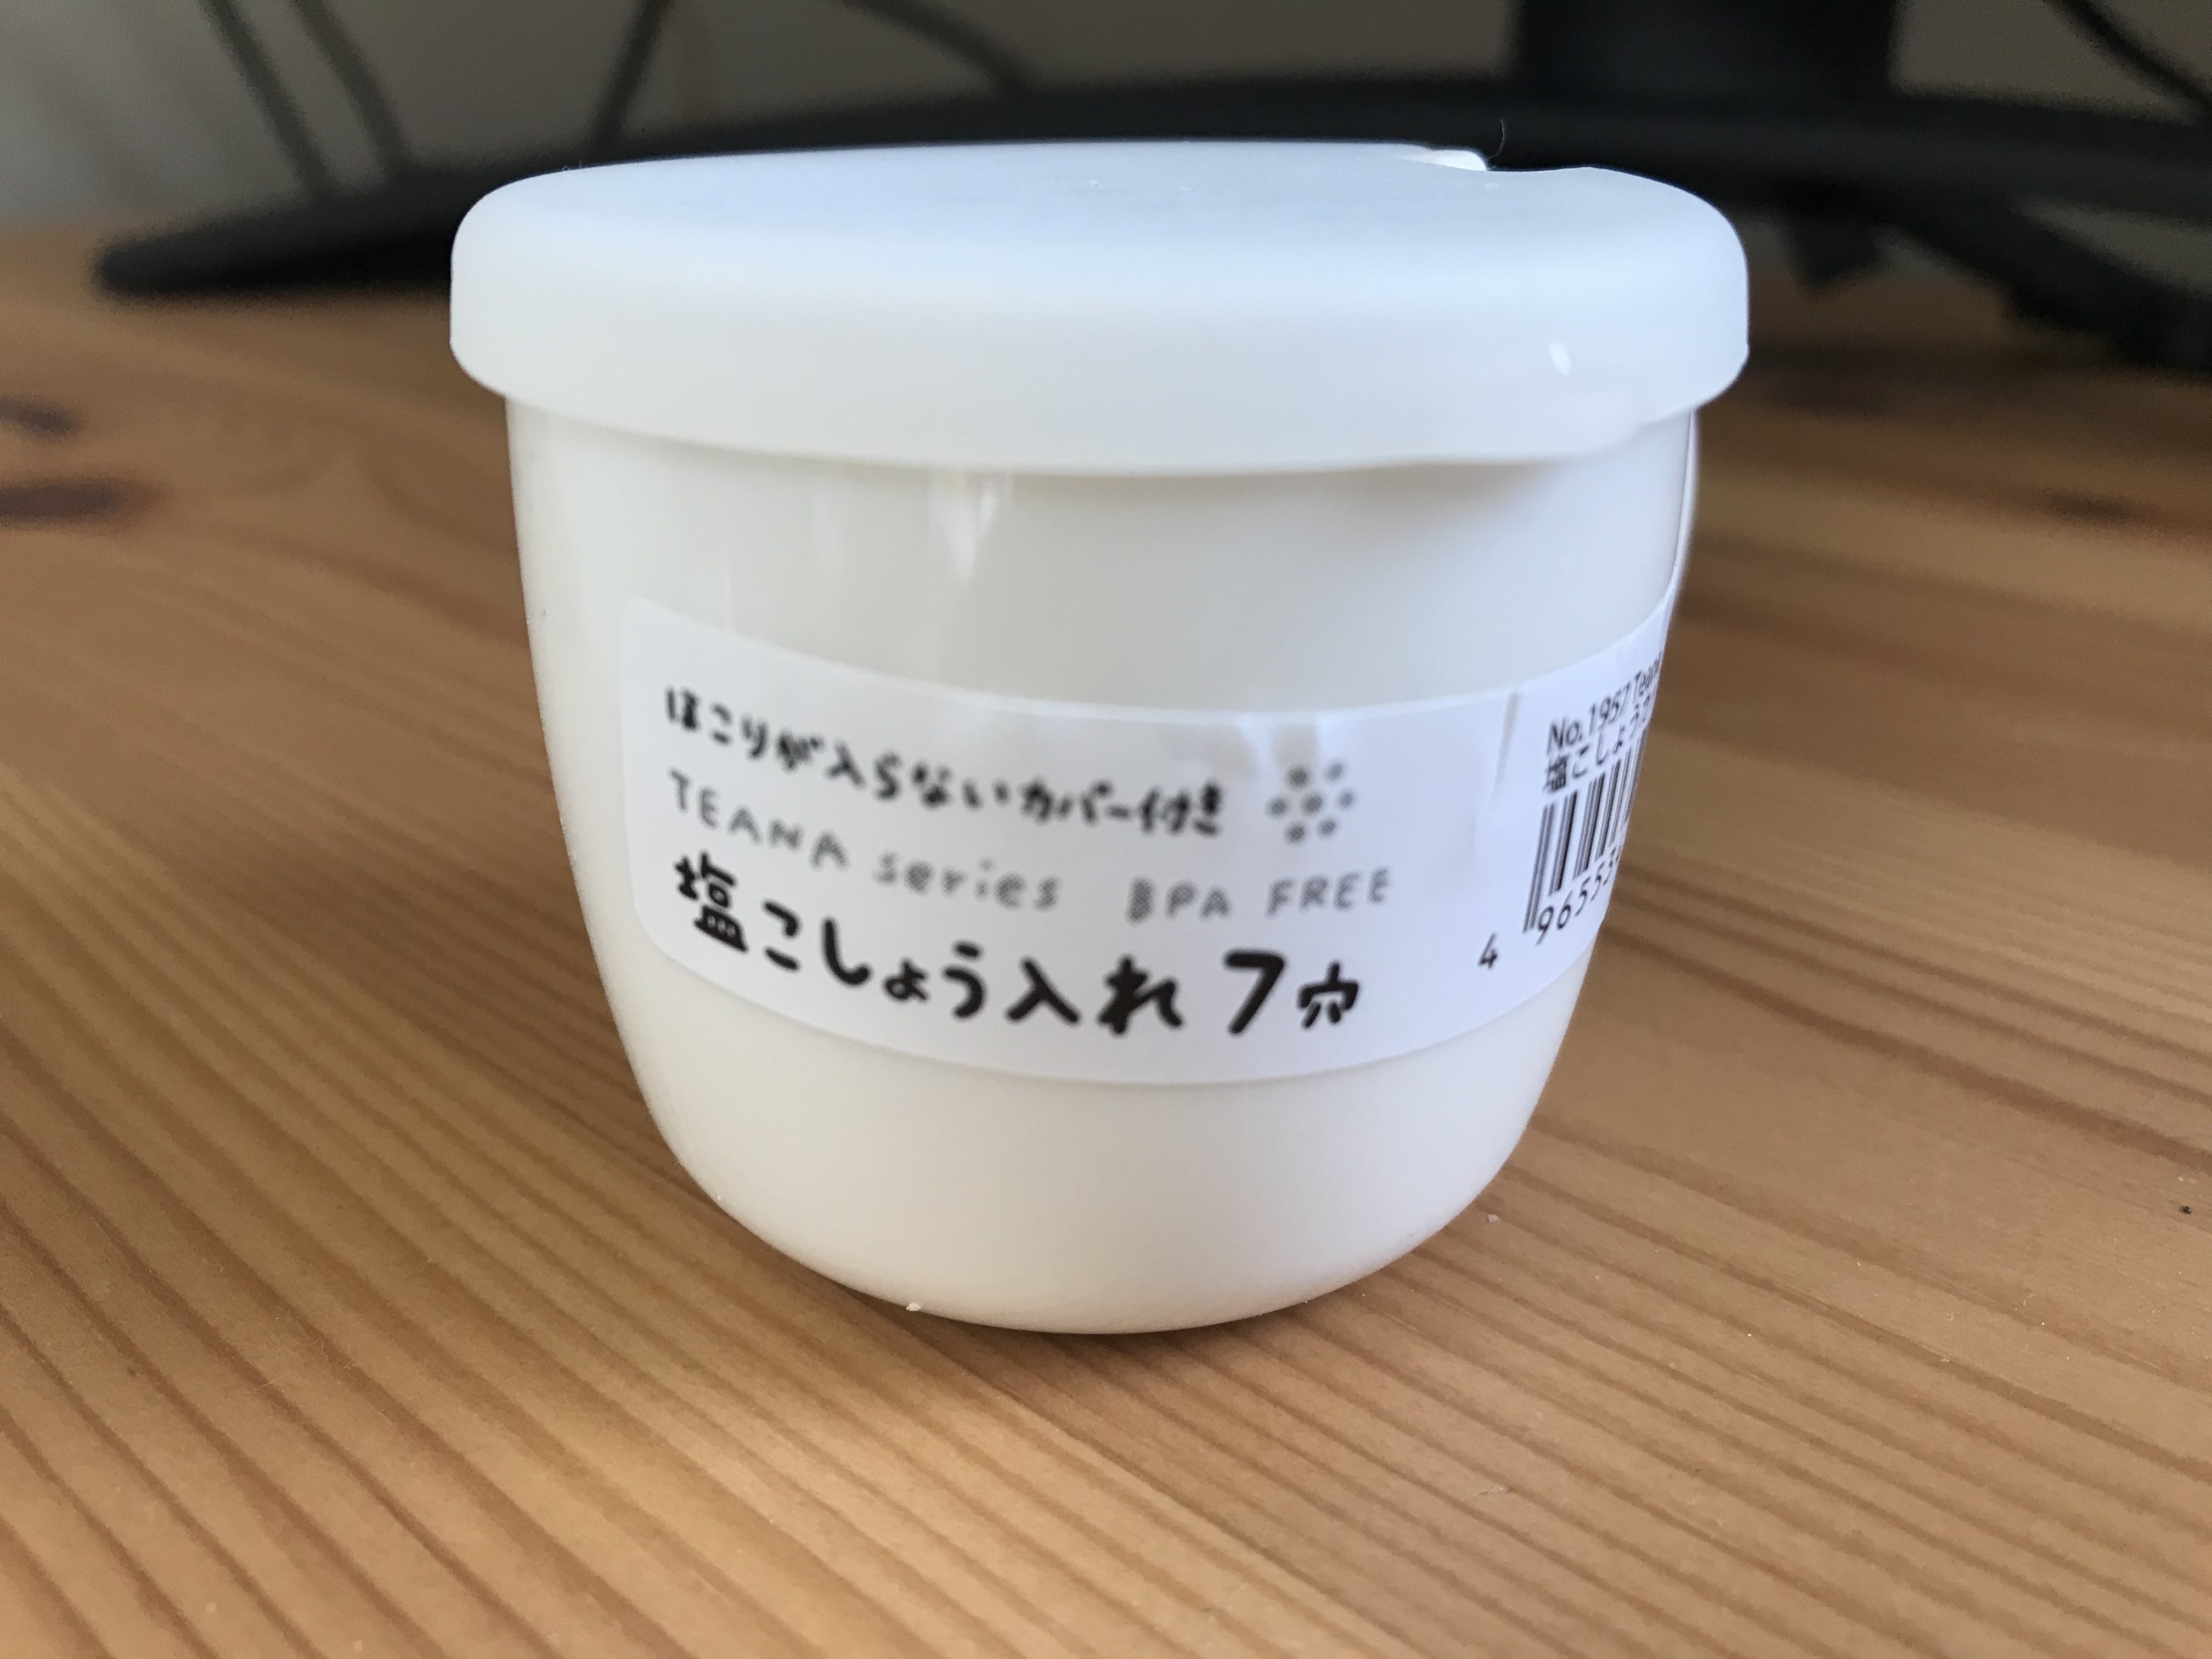 ほこりが入らないカバー付き
TEANA series BPA FREE
塩こしょう入れ 7穴
No.1957
塩こしょう
4 96553